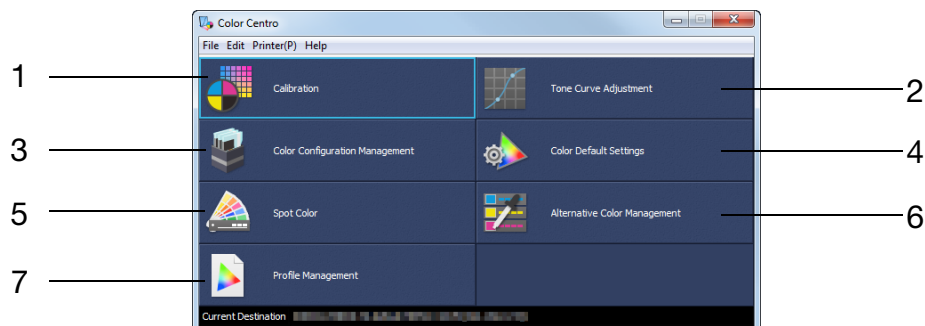 Color Centro
File Edit Printer(P) Help
1 Calibration Tone Curve Adjustment 2
3 Color Configuration Management Color Default Settings 4
5 Spot Color Alternative Color Management 6
7 Profile Management
Current Destination